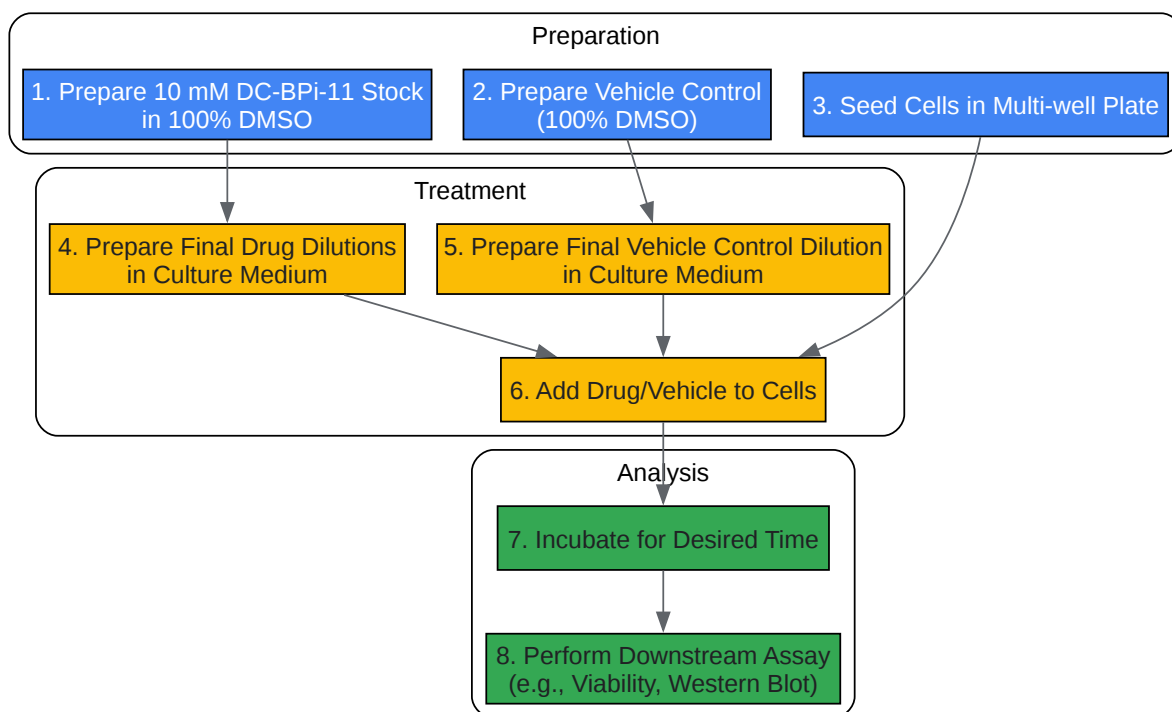 Preparation
1. Prepare 10 mM DC-BPi-11 Stock
in 100% DMSO
2. Prepare Vehicle Control
(100% DMSO)
3. Seed Cells in Multi-well Plate
Treatment
4. Prepare Final Drug Dilutions
in Culture Medium
5. Prepare Final Vehicle Control Dilution
in Culture Medium
6. Add Drug/Vehicle to Cells
Analysis
7. Incubate for Desired Time
8. Perform Downstream Assay
(e.g., Viability, Western Blot)